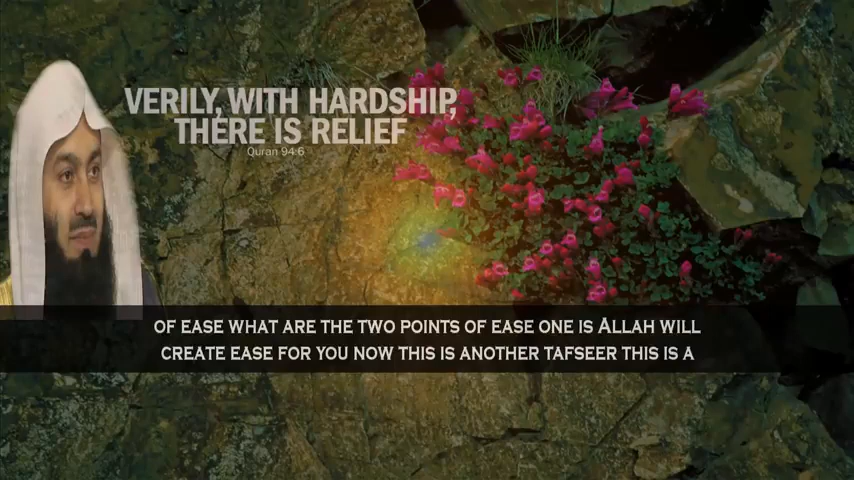 VERILY, WITH HARDSHIP,
THERE IS RELIEF
Quran 94:6
OF EASE WHAT ARE THE TWO POINTS OF EASE ONE IS ALLAH WILL
CREATE EASE FOR YOU NOW THIS IS ANOTHER TAFSEER THIS IS A